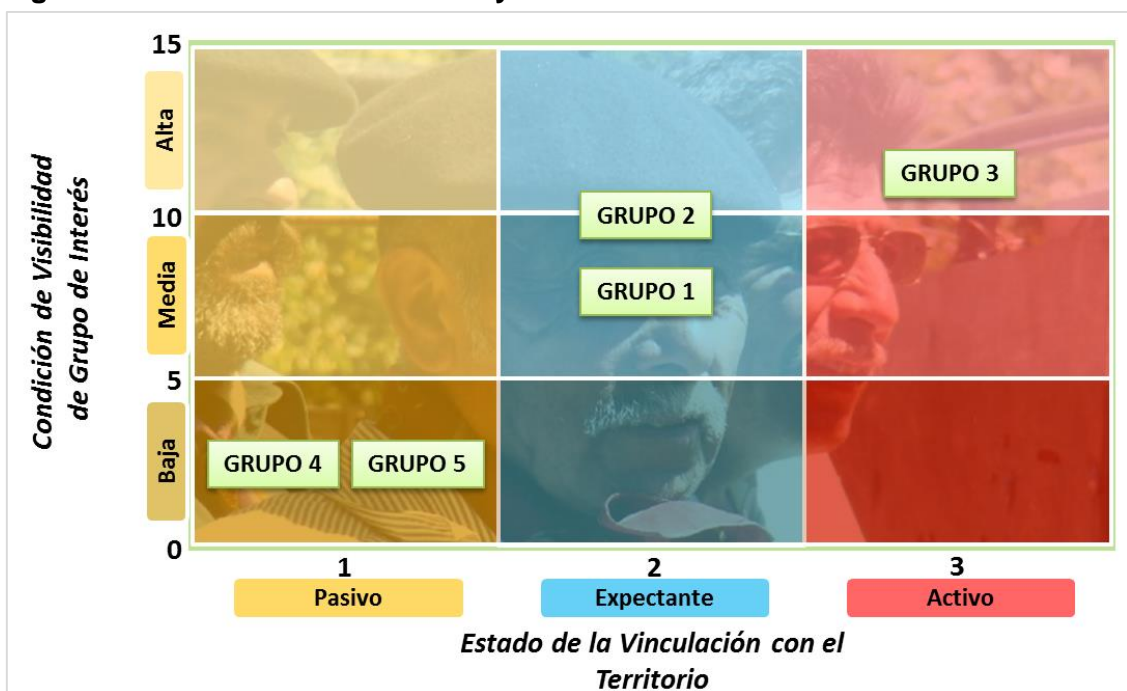 15
Alta
GRUPO 3
Condición de Visibilidad
de Grupo de Interés
10
GRUPO 2
Media
GRUPO 1
5
Baja
GRUPO 4
GRUPO 5
0
1
2
3
Pasivo
Expectante
Activo
Estado de la Vinculación con el
Territorio